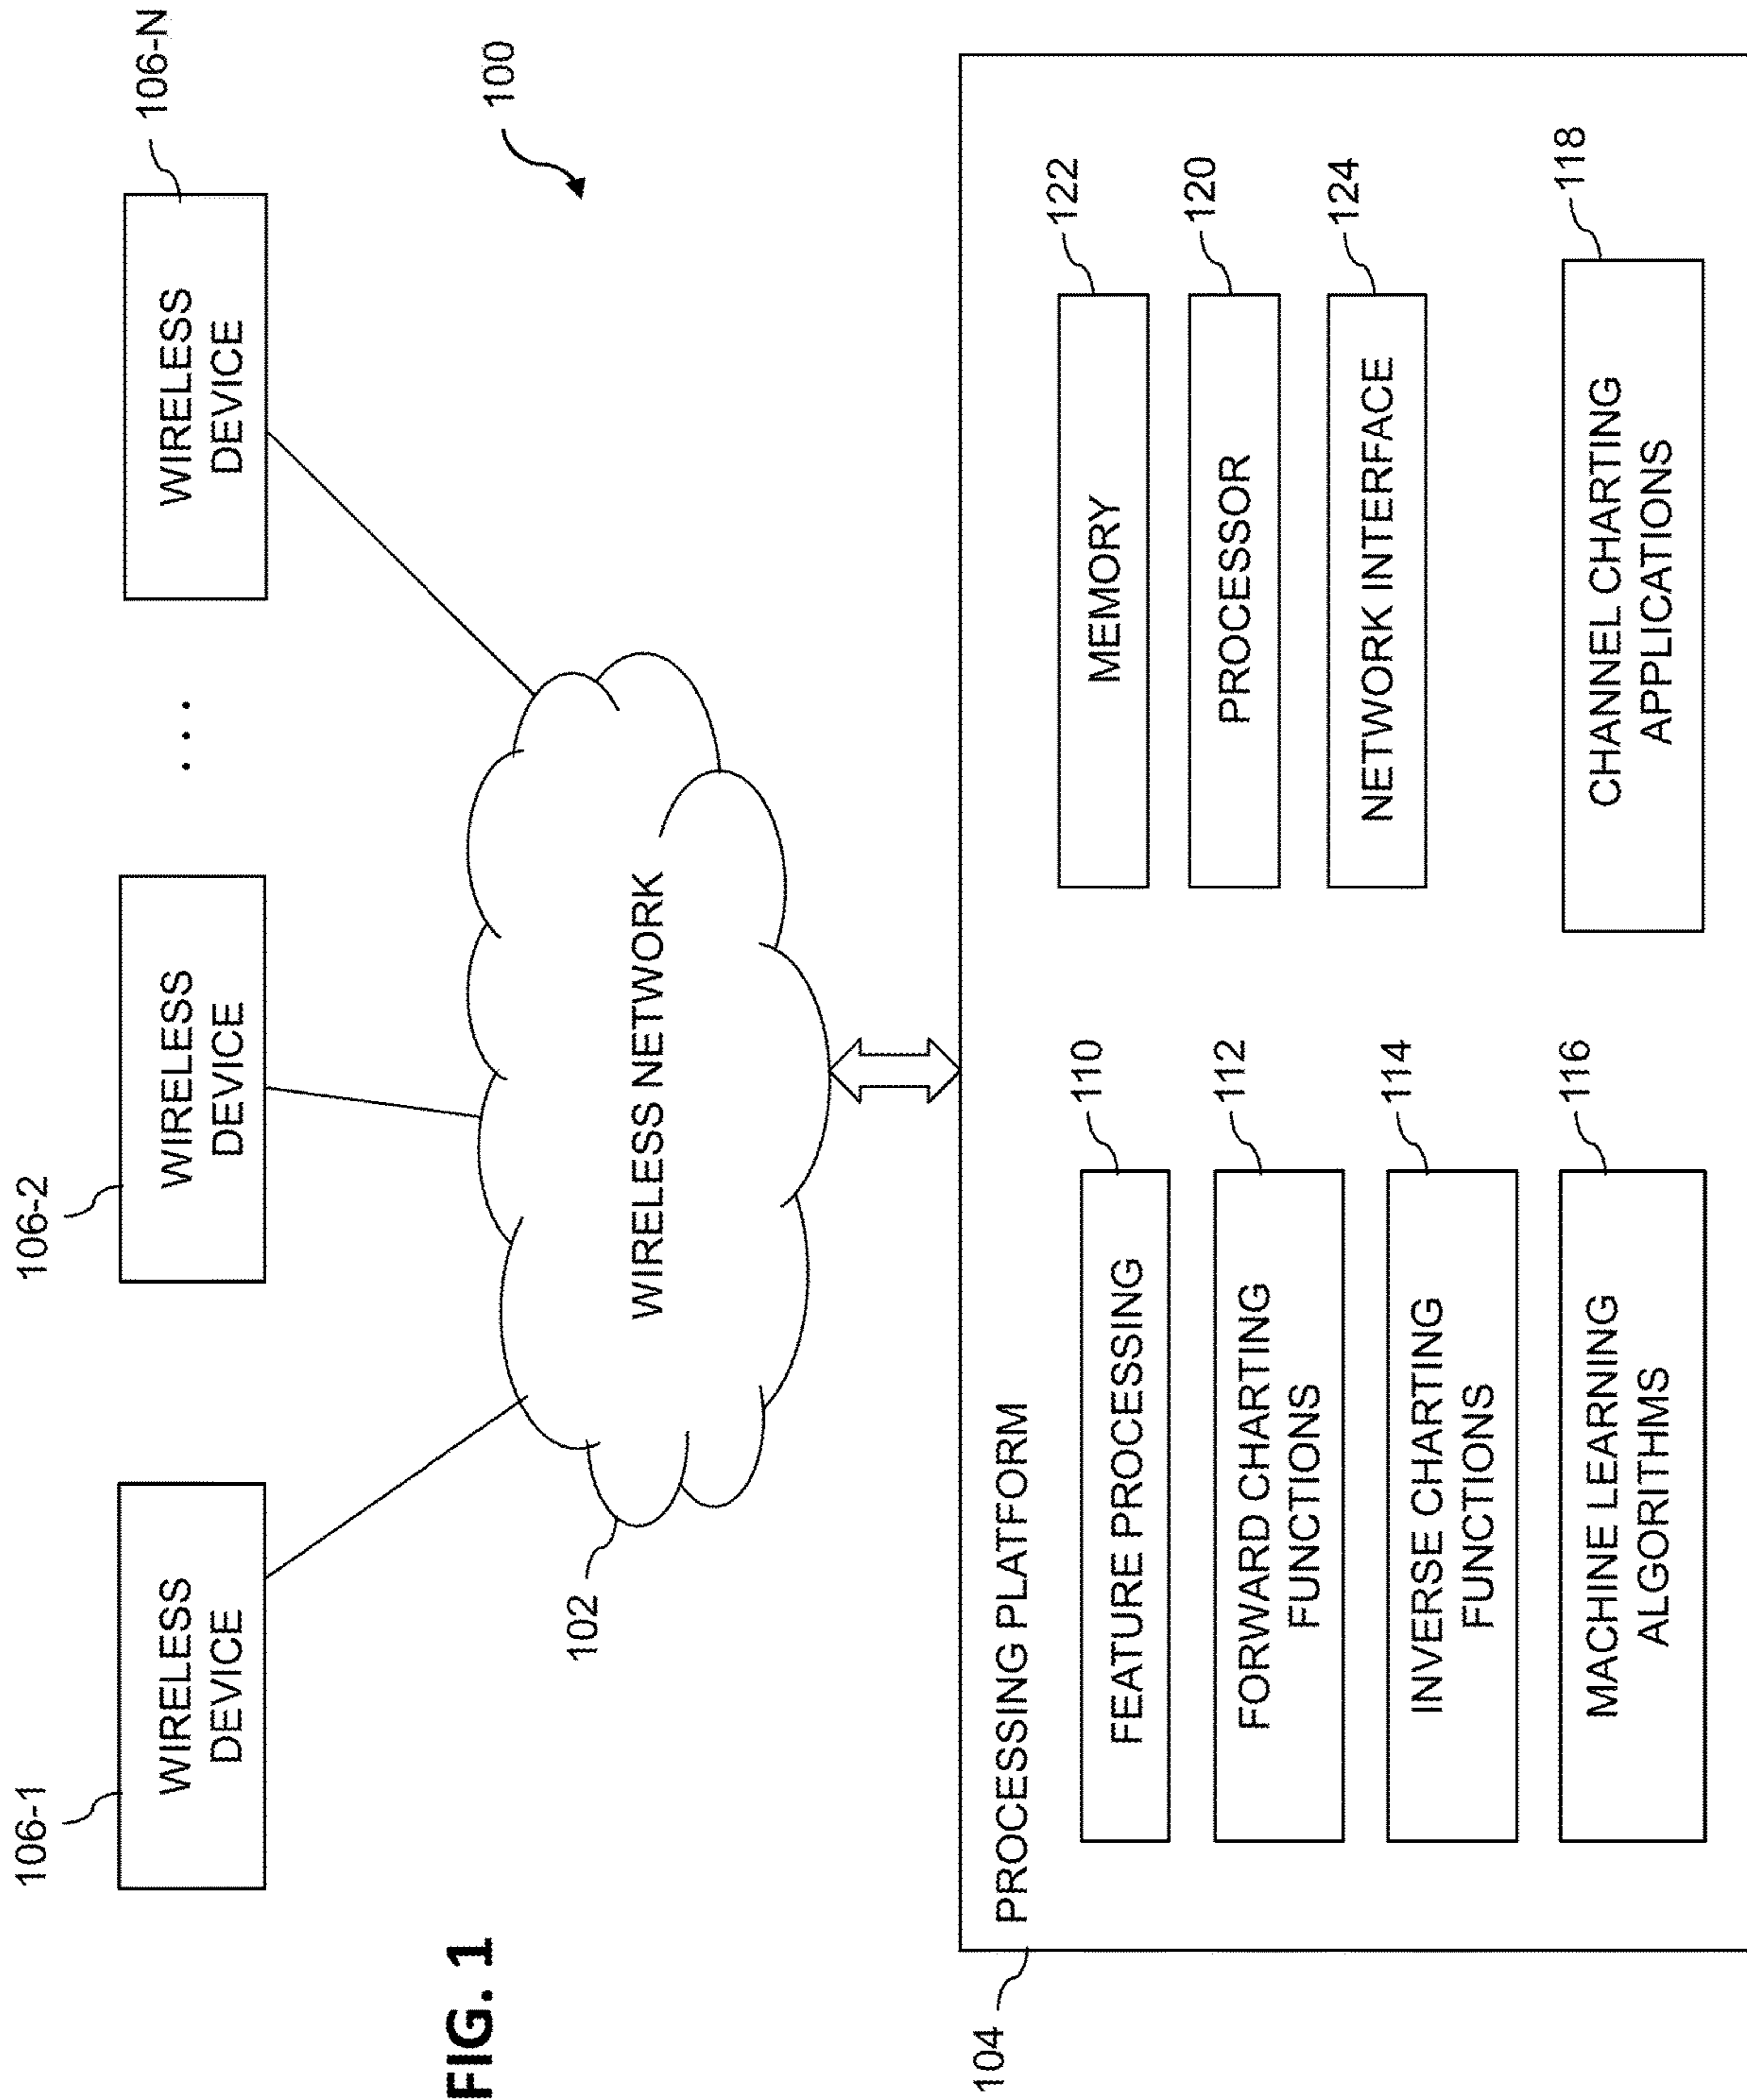 FIG. 1
100
106-1
WIRELESS
DEVICE
106-2
WIRELESS
DEVICE
. . .
106-N
WIRELESS
DEVICE
102
WIRELESS NETWORK
104
PROCESSING PLATFORM
110
FEATURE PROCESSING
112
FORWARD CHARTING
FUNCTIONS
114
INVERSE CHARTING
FUNCTIONS
116
MACHINE LEARNING
ALGORITHMS
122
MEMORY
120
PROCESSOR
124
NETWORK INTERFACE
118
CHANNEL CHARTING
APPLICATIONS